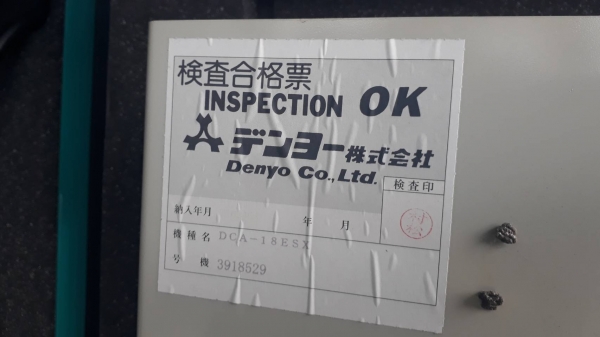 検査合格票
INSPECTION OK
デンヨー株式会社
Denyo Co.,Ltd.
検査印
納入年月 年 月
機種名 DCA-18ESX
号 機 3918529